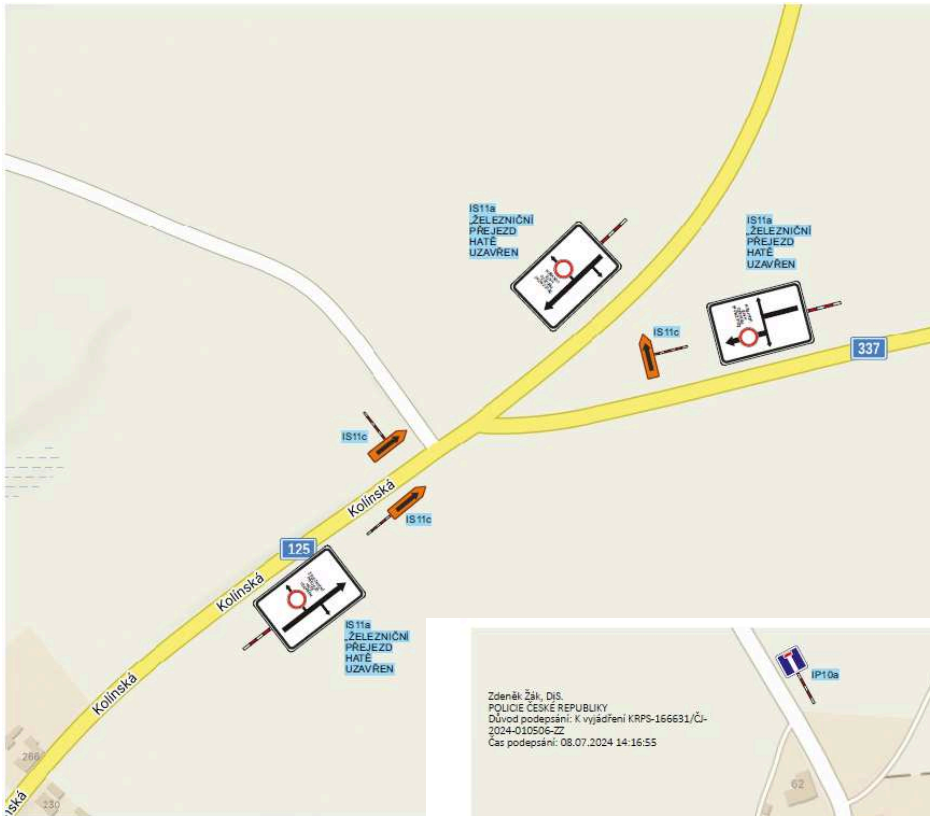 IS11a
„ŽELEZNIČNÍ
PŘEJEZD
HATĚ
UZAVŘEN
IS11a
„ŽELEZNIČNÍ
PŘEJEZD
HATĚ
UZAVŘEN
IS11c
337
IS11c
Kolínská
IS11c
125
Kolínská
IS11a
„ŽELEZNIČNÍ
PŘEJEZD
HATĚ
UZAVŘEN
Kolínská
266
230
nská
IP10a
Zdeněk Žák, DiS.
POLICIE ČESKÉ REPUBLIKY
Důvod podepsání: K vyjádření KRPS-166631/ČJ-
2024-010506-ZZ
Čas podepsání: 08.07.2024 14:16:55
62